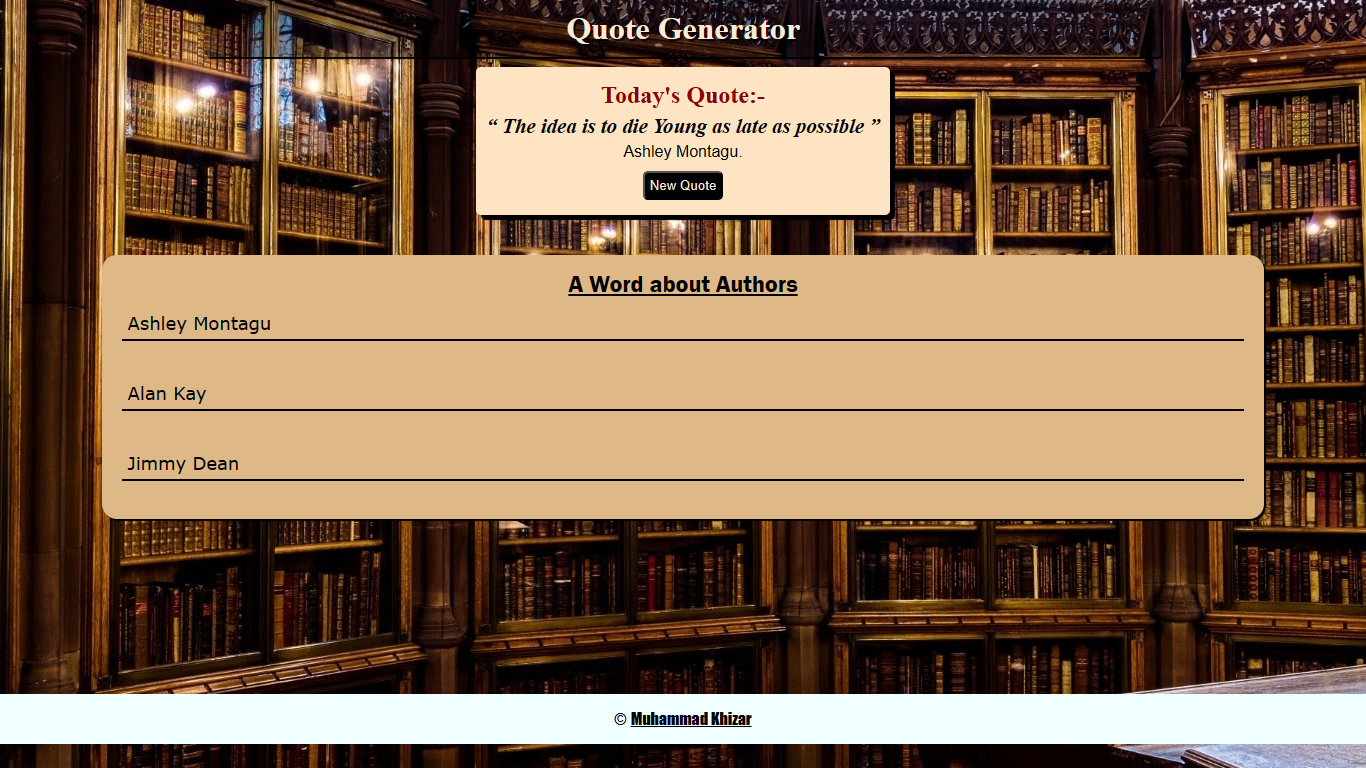 Quote Generator
Today's Quote:-
“ The idea is to die Young as late as possible ”
Ashley Montagu.
New Quote
A Word about Authors
Ashley Montagu
Alan Kay
Jimmy Dean
© Muhammad Khizar